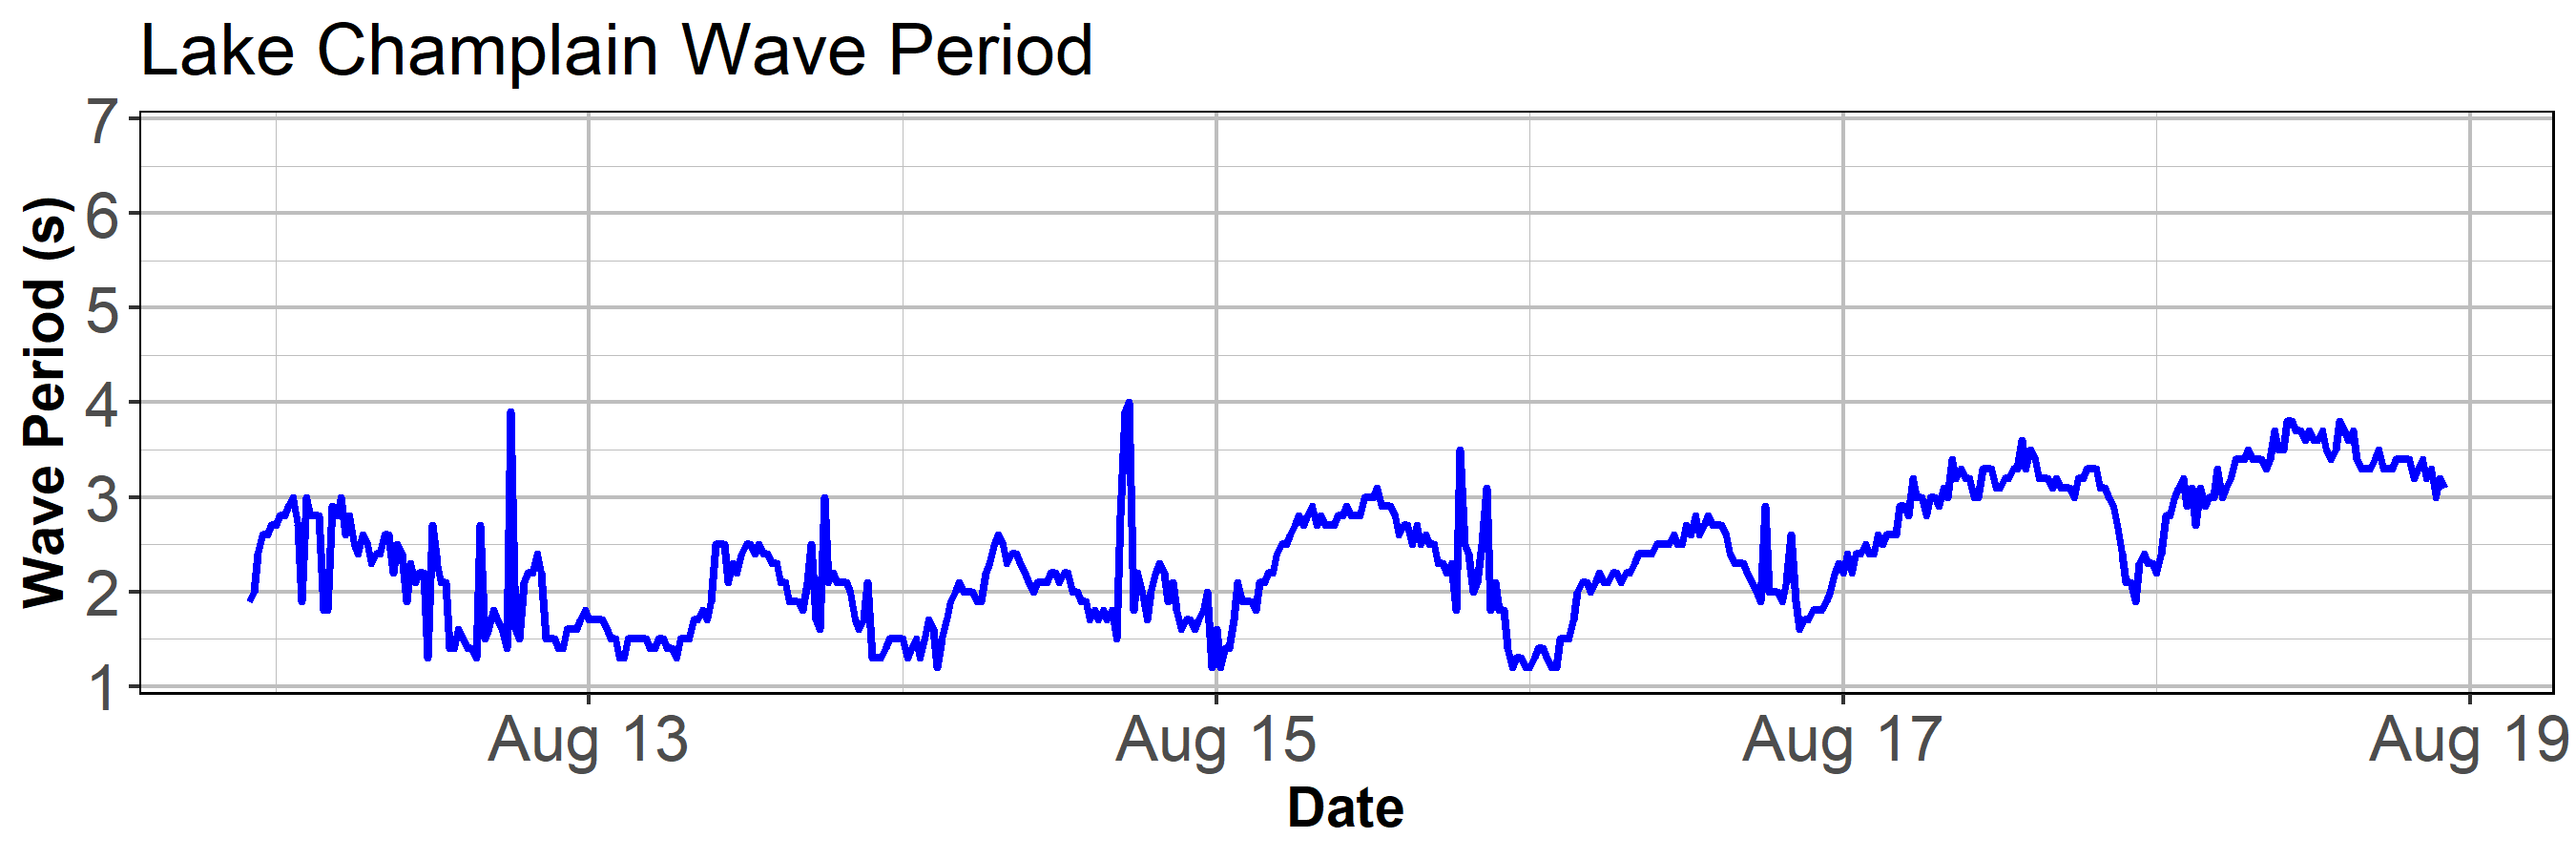 Lake Champlain Wave Period
Wave Period (s)
7
6
5
4
3
2
1
Aug 13
Aug 15
Aug 17
Aug 19
Date